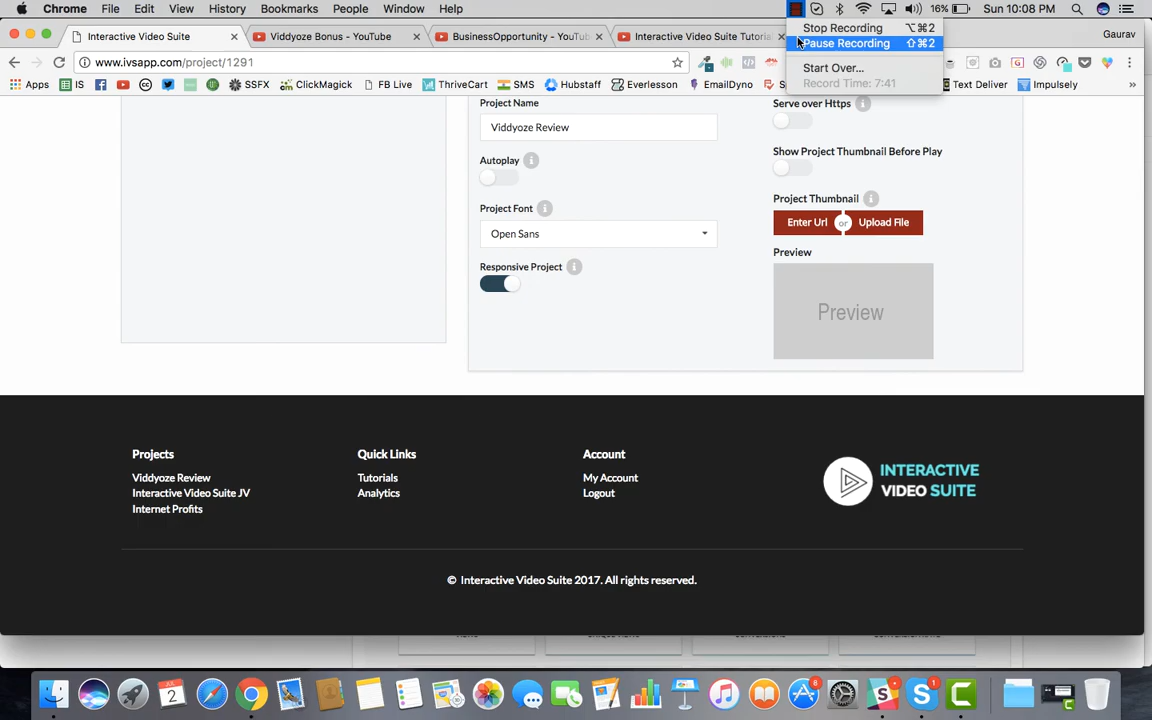 Chrome File Edit View History Bookmarks People Window Help
16% Sun 10:08 PM
Interactive Video Suite
Viddyoze Bonus - YouTube
BusinessOpportunity - YouTub
Interactive Video Suite Tutorial
Gaurav
www.ivsapp.com/project/1291
Apps IS SSFX ClickMagic FB Live ThriveCart SMS Hubstaff Everlesson EmailDyno Text Deliver Impulsely »
Stop Recording ⌥⌘2
Pause Recording ⇧⌘2
Start Over...
Record Time: 7:41
Project Name
Viddyoze Review
Autoplay
Project Font
Open Sans
Responsive Project
Serve over Https
Show Project Thumbnail Before Play
Project Thumbnail
Enter Url or Upload File
Preview
Preview
Projects
Viddyoze Review
Interactive Video Suite JV
Internet Profits
Quick Links
Tutorials
Analytics
Account
My Account
Logout
INTERACTIVE
VIDEO SUITE
© Interactive Video Suite 2017. All rights reserved.